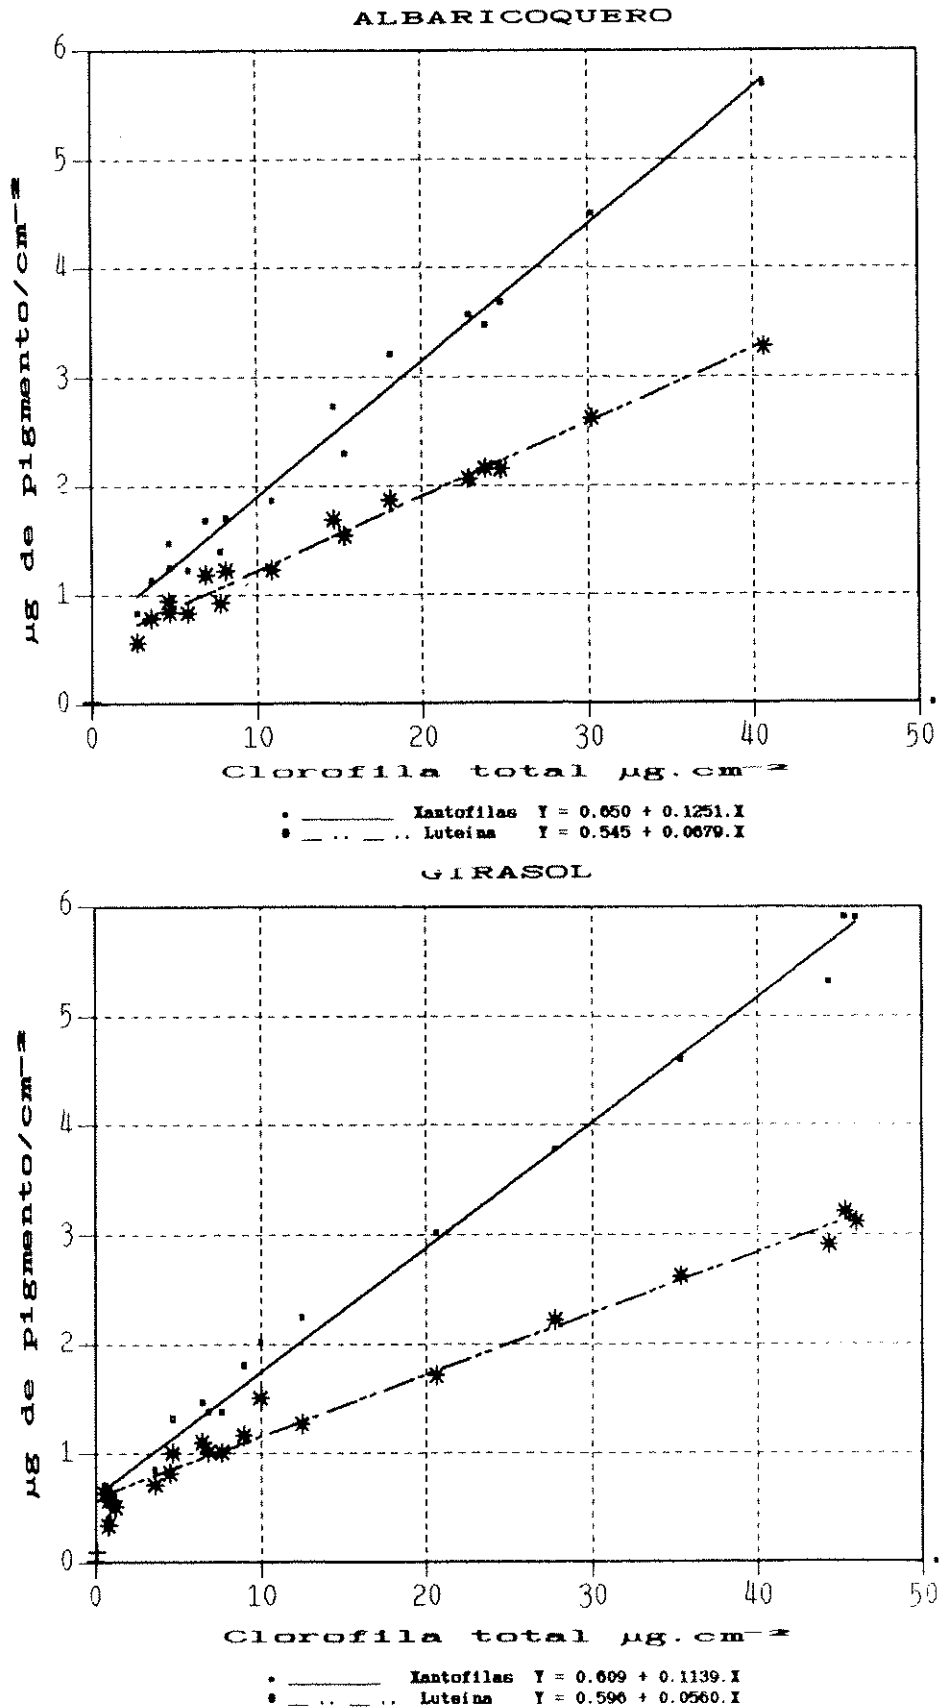 ALBARICOQUERO
6
5
4
3
2
1
0
µg de pigmento/cm⁻²
0 10 20 30 40 50
Clorofila total µg.cm⁻²
Xantofilas Y = 0.650 + 0.1251.X
Luteina Y = 0.545 + 0.0679.X
GIRASOL
6
5
4
3
2
1
0
µg de pigmento/cm⁻²
0 10 20 30 40 50
Clorofila total µg.cm⁻²
Xantofilas Y = 0.609 + 0.1139.X
Luteina Y = 0.596 + 0.0560.X